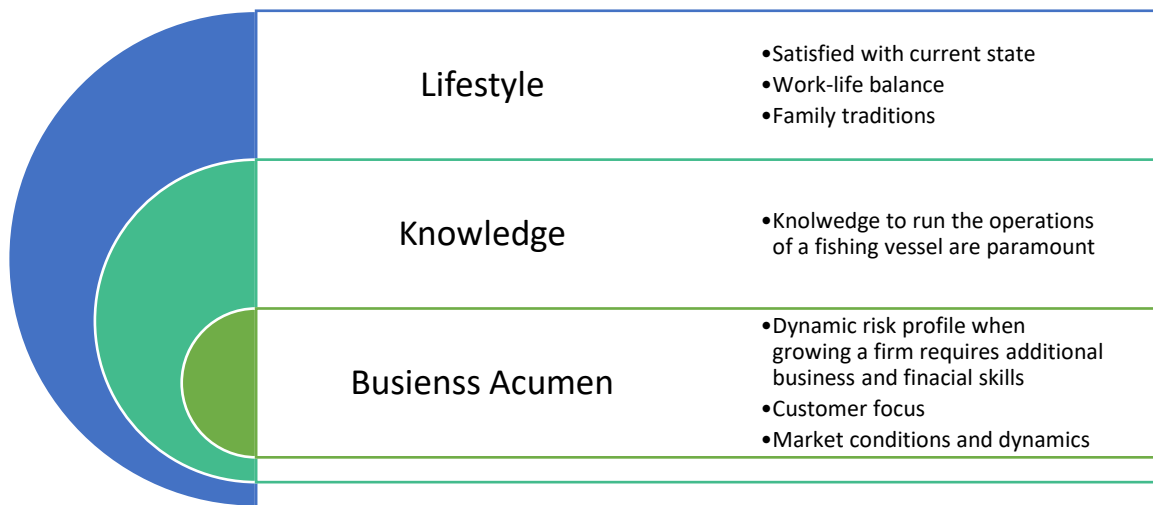 Lifestyle
•Satisfied with current state
•Work-life balance
•Family traditions
Knowledge
•Knolwedge to run the operations
of a fishing vessel are paramount
Busienss Acumen
•Dynamic risk profile when
growing a firm requires additional
business and finacial skills
•Customer focus
•Market conditions and dynamics